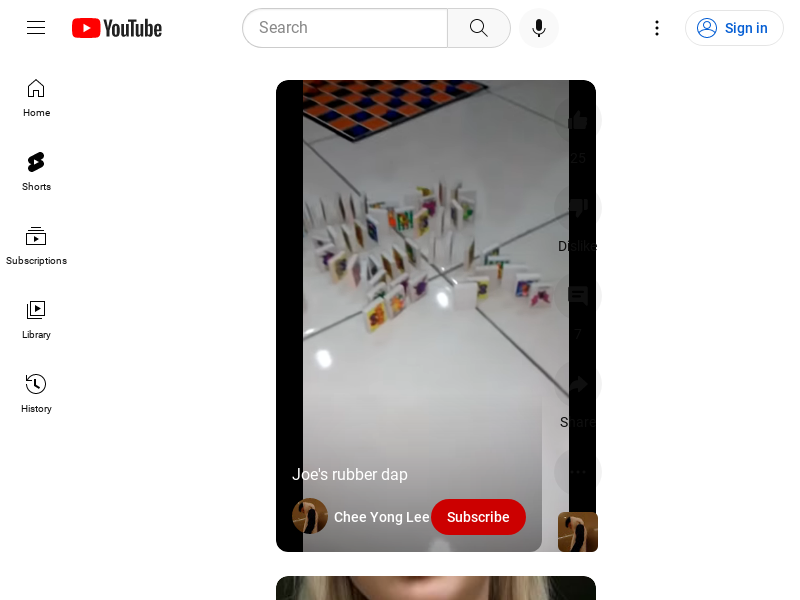 YouTube
Search
Sign in
Home
Shorts
Subscriptions
Library
History
25
Dislike
7
Share
Joe's rubber dap
Chee Yong Lee
Subscribe